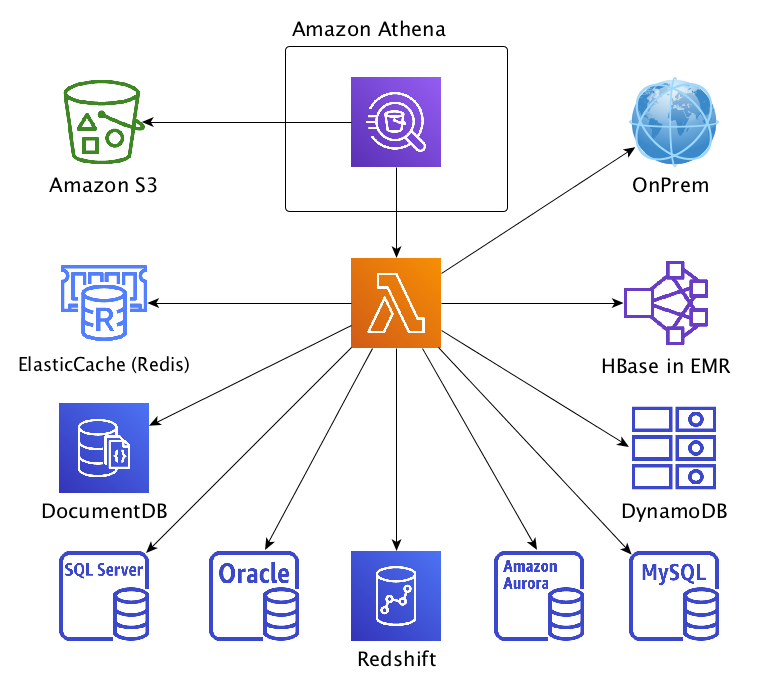 Amazon Athena
Amazon S3
OnPrem
R
ElasticCache (Redis)
HBase in EMR
{}
DocumentDB
DynamoDB
SQL Server
Oracle
Amazon
Aurora
MySQL
Redshift